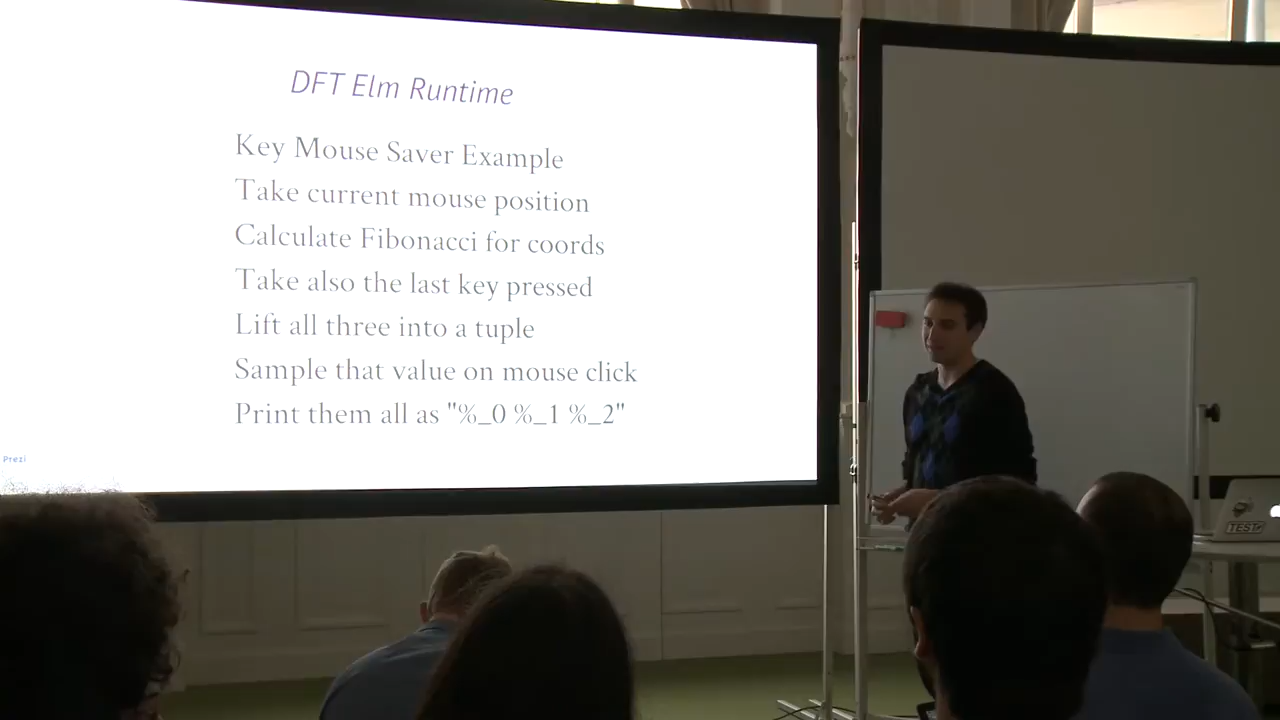 DFT Elm Runtime
Key Mouse Saver Example
Take current mouse position
Calculate Fibonacci for coords
Take also the last key pressed
Lift all three into a tuple
Sample that value on mouse click
Print them all as "%_0 %_1 %_2"
Prezi
TEST